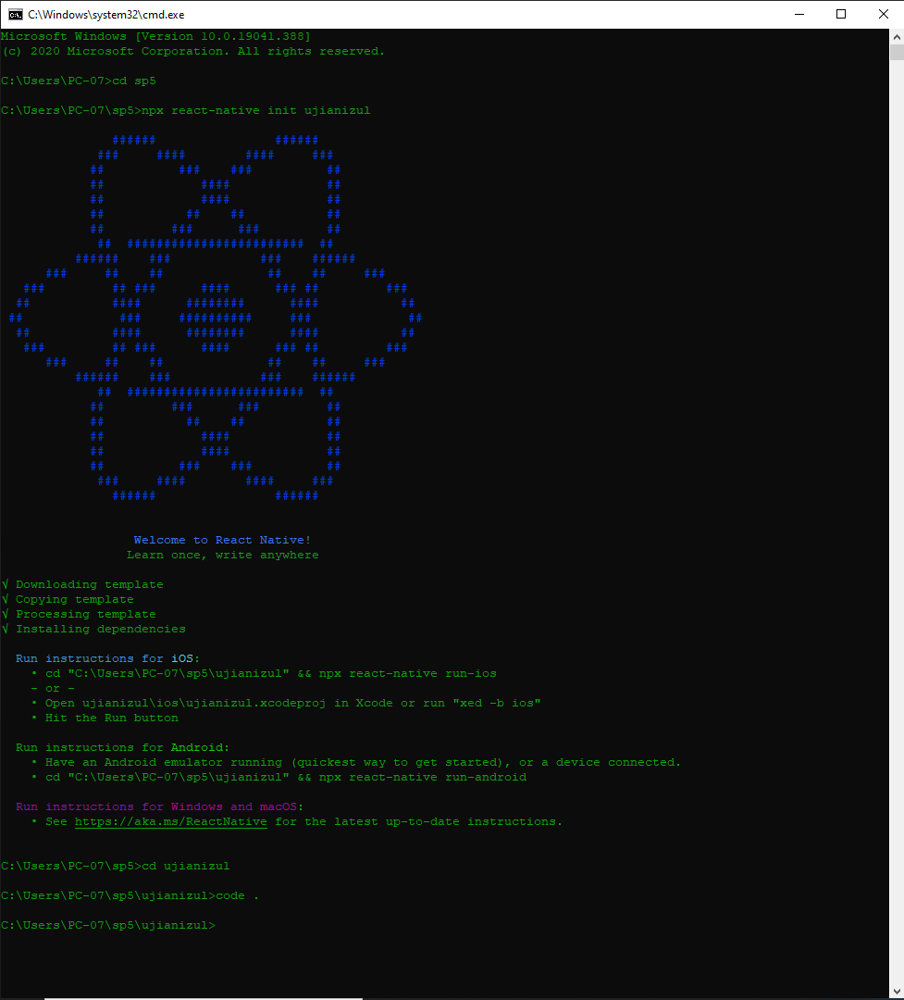 C:\Windows\system32\cmd.exe
Microsoft Windows [Version 10.0.19041.388]
(c) 2020 Microsoft Corporation. All rights reserved.
C:\Users\PC-07>cd sp5
C:\Users\PC-07\sp5>npx react-native init ujianizul
Welcome to React Native!
Learn once, write anywhere
√ Downloading template
√ Copying template
√ Processing template
√ Installing dependencies
Run instructions for iOS:
• cd "C:\Users\PC-07\sp5\ujianizul" && npx react-native run-ios
- or -
• Open ujianizul\ios\ujianizul.xcodeproj in Xcode or run "xed -b ios"
• Hit the Run button
Run instructions for Android:
• Have an Android emulator running (quickest way to get started), or a device connected.
• cd "C:\Users\PC-07\sp5\ujianizul" && npx react-native run-android
Run instructions for Windows and macOS:
• See https://aka.ms/ReactNative for the latest up-to-date instructions.
C:\Users\PC-07\sp5>cd ujianizul
C:\Users\PC-07\sp5\ujianizul>code .
C:\Users\PC-07\sp5\ujianizul>